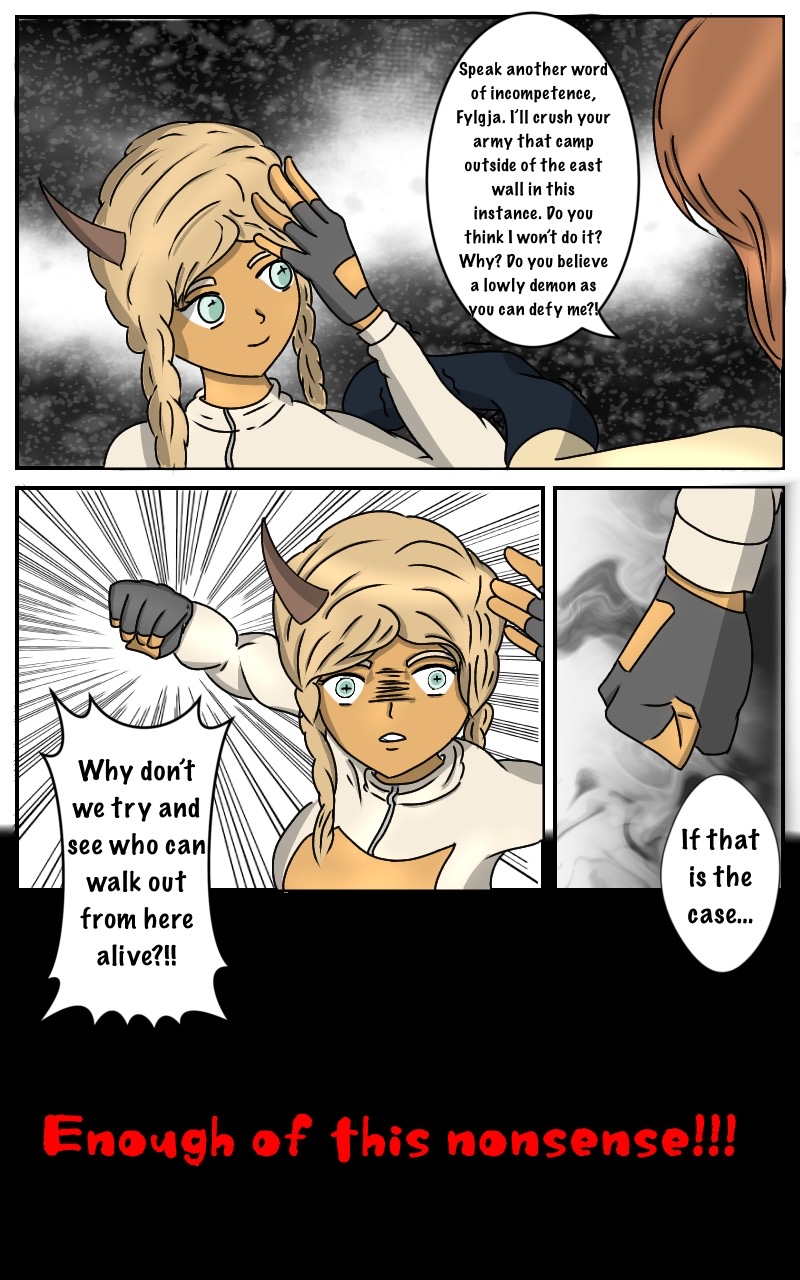 Speak another word
of incompetence,
Fylgja. I'll crush your
army that camp
outside of the east
wall in this
instance. Do you
think I won't do it?
Why? Do you believe
a lowly demon as
you can defy me?!
If that
is the
case...
Why don't
we try and
see who can
walk out
from here
alive?!!
Enough of this nonsense!!!